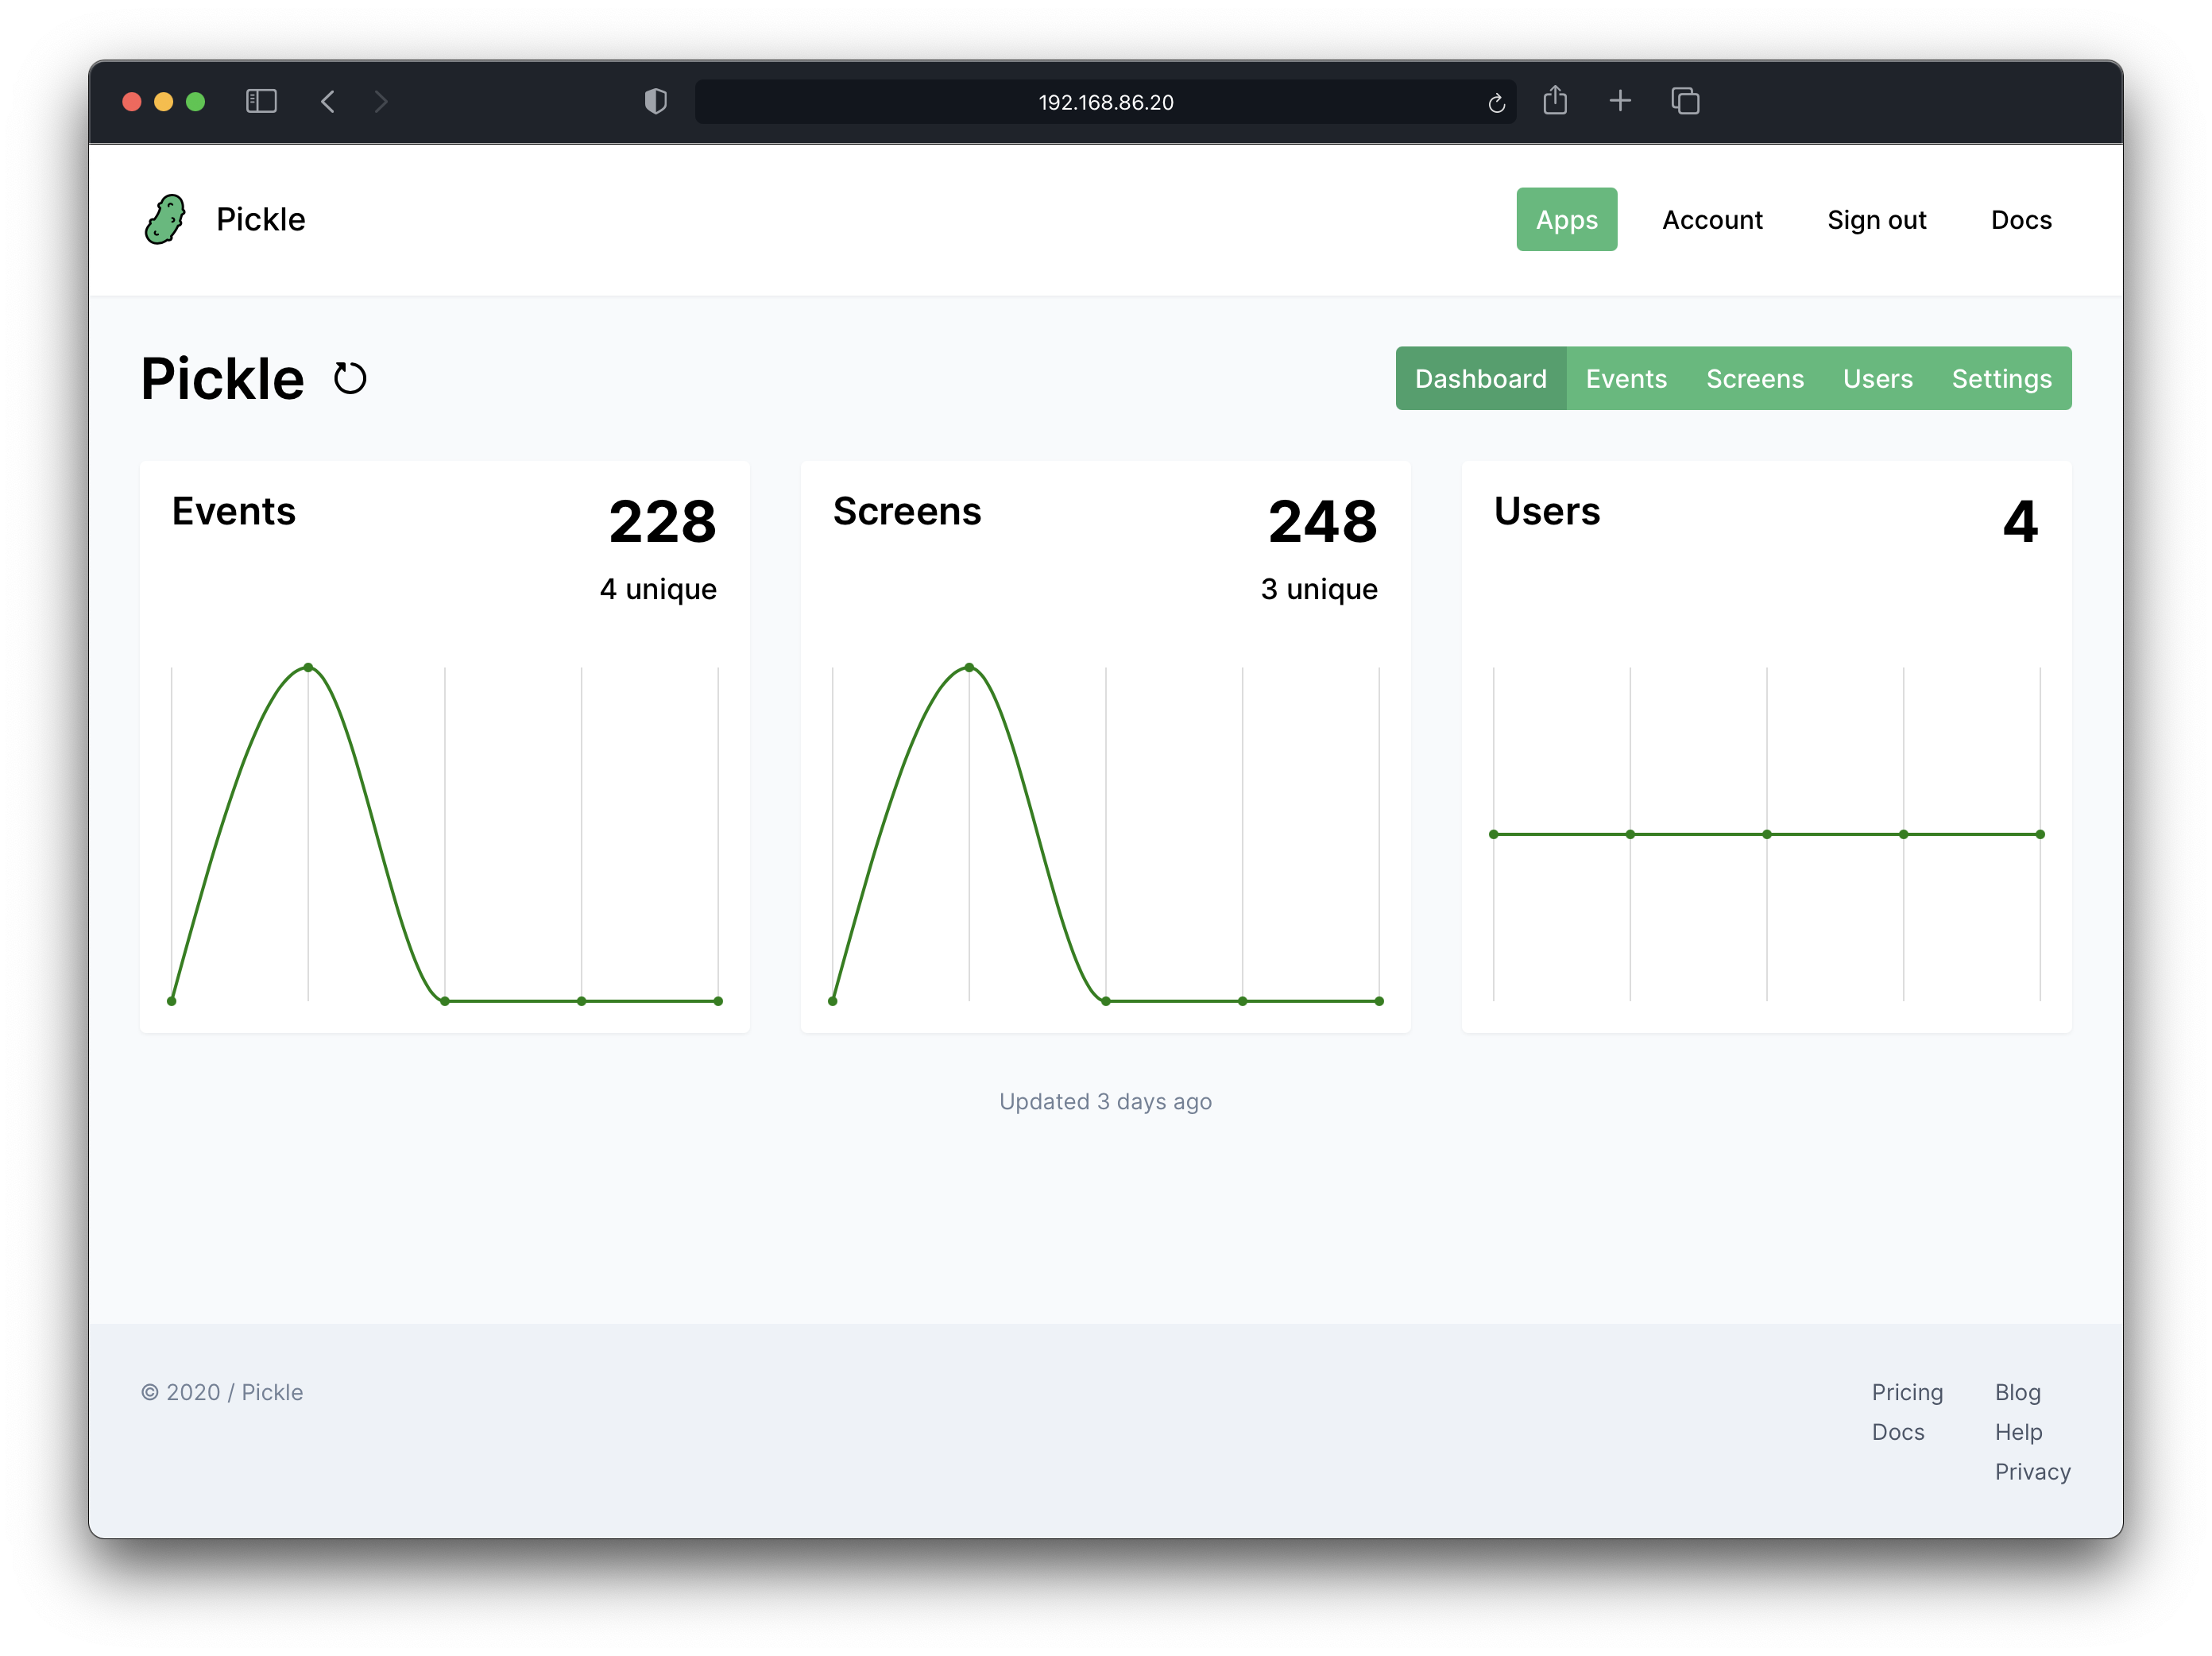 192.168.86.20
Pickle
Apps Account Sign out Docs
Pickle
Dashboard Events Screens Users Settings
Events 228
4 unique
Screens 248
3 unique
Users 4
Updated 3 days ago
© 2020 / Pickle
Pricing Blog
Docs Help
Privacy